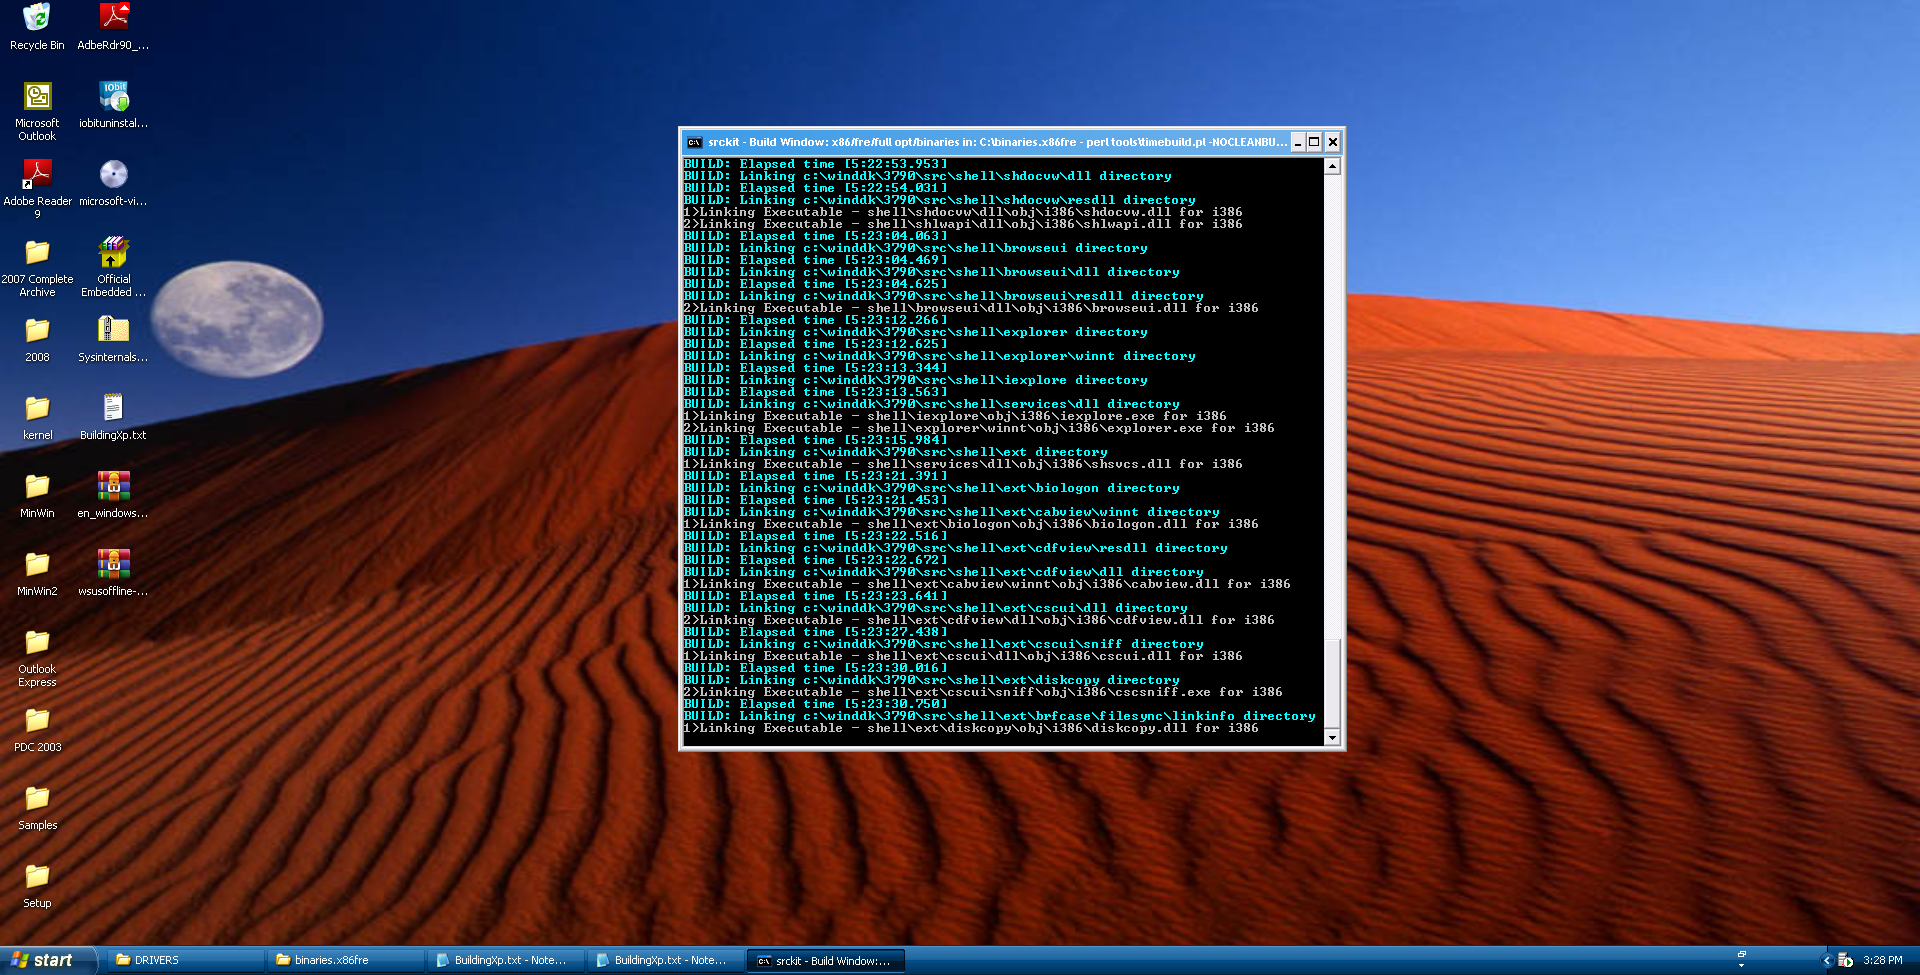 Recycle Bin
AdbeRdr90_...
Microsoft
Outlook
iobituninstal...
Adobe Reader
9
microsoft-vi...
2007 Complete
Archive
Official
Embedded ...
2008
Sysinternals...
kernel
BuildingXp.txt
MinWin
en_windows...
MinWin2
wsusoffline-...
Outlook
Express
PDC 2003
Samples
Setup
IObit
srckit - Build Window: x86/fre/full opt/binaries in: C:\binaries.x86fre - perl tools\timebuild.pl -NOCLEANBU...
BUILD: Elapsed time [5:22:53.953]
BUILD: Linking c:\winddk\3790\src\shell\shdocvw\dll directory
BUILD: Elapsed time [5:22:54.031]
BUILD: Linking c:\winddk\3790\src\shell\shdocvw\resdll directory
1>Linking Executable - shell\shdocvw\dll\obj\i386\shdocvw.dll for i386
2>Linking Executable - shell\shlwapi\dll\obj\i386\shlwapi.dll for i386
BUILD: Elapsed time [5:23:04.063]
BUILD: Linking c:\winddk\3790\src\shell\browseui directory
BUILD: Elapsed time [5:23:04.469]
BUILD: Linking c:\winddk\3790\src\shell\browseui\dll directory
BUILD: Elapsed time [5:23:04.625]
BUILD: Linking c:\winddk\3790\src\shell\browseui\resdll directory
2>Linking Executable - shell\browseui\dll\obj\i386\browseui.dll for i386
BUILD: Elapsed time [5:23:12.266]
BUILD: Linking c:\winddk\3790\src\shell\explorer directory
BUILD: Elapsed time [5:23:12.625]
BUILD: Linking c:\winddk\3790\src\shell\explorer\winnt directory
BUILD: Elapsed time [5:23:13.344]
BUILD: Linking c:\winddk\3790\src\shell\iexplore directory
BUILD: Elapsed time [5:23:13.563]
BUILD: Linking c:\winddk\3790\src\shell\services\dll directory
1>Linking Executable - shell\iexplore\obj\i386\iexplore.exe for i386
2>Linking Executable - shell\explorer\winnt\obj\i386\explorer.exe for i386
BUILD: Elapsed time [5:23:15.984]
BUILD: Linking c:\winddk\3790\src\shell\ext directory
1>Linking Executable - shell\services\dll\obj\i386\shsvcs.dll for i386
BUILD: Elapsed time [5:23:21.391]
BUILD: Linking c:\winddk\3790\src\shell\ext\biologon directory
BUILD: Elapsed time [5:23:21.453]
BUILD: Linking c:\winddk\3790\src\shell\ext\cabview\winnt directory
1>Linking Executable - shell\ext\biologon\obj\i386\biologon.dll for i386
BUILD: Elapsed time [5:23:22.516]
BUILD: Linking c:\winddk\3790\src\shell\ext\cdfview\resdll directory
BUILD: Elapsed time [5:23:22.672]
BUILD: Linking c:\winddk\3790\src\shell\ext\cdfview\dll directory
1>Linking Executable - shell\ext\cabview\winnt\obj\i386\cabview.dll for i386
BUILD: Elapsed time [5:23:23.641]
BUILD: Linking c:\winddk\3790\src\shell\ext\cscui\dll directory
2>Linking Executable - shell\ext\cdfview\dll\obj\i386\cdfview.dll for i386
BUILD: Elapsed time [5:23:27.438]
BUILD: Linking c:\winddk\3790\src\shell\ext\cscui\sniff directory
1>Linking Executable - shell\ext\cscui\dll\obj\i386\cscui.dll for i386
BUILD: Elapsed time [5:23:30.016]
BUILD: Linking c:\winddk\3790\src\shell\ext\diskcopy directory
2>Linking Executable - shell\ext\cscui\sniff\obj\i386\cscsniff.exe for i386
BUILD: Elapsed time [5:23:30.750]
BUILD: Linking c:\winddk\3790\src\shell\ext\brfcase\filesync\linkinfo directory
1>Linking Executable - shell\ext\diskcopy\obj\i386\diskcopy.dll for i386
start
DRIVERS
binaries.x86fre
BuildingXp.txt - Note...
BuildingXp.txt - Note...
srckit - Build Window:...
3:28 PM